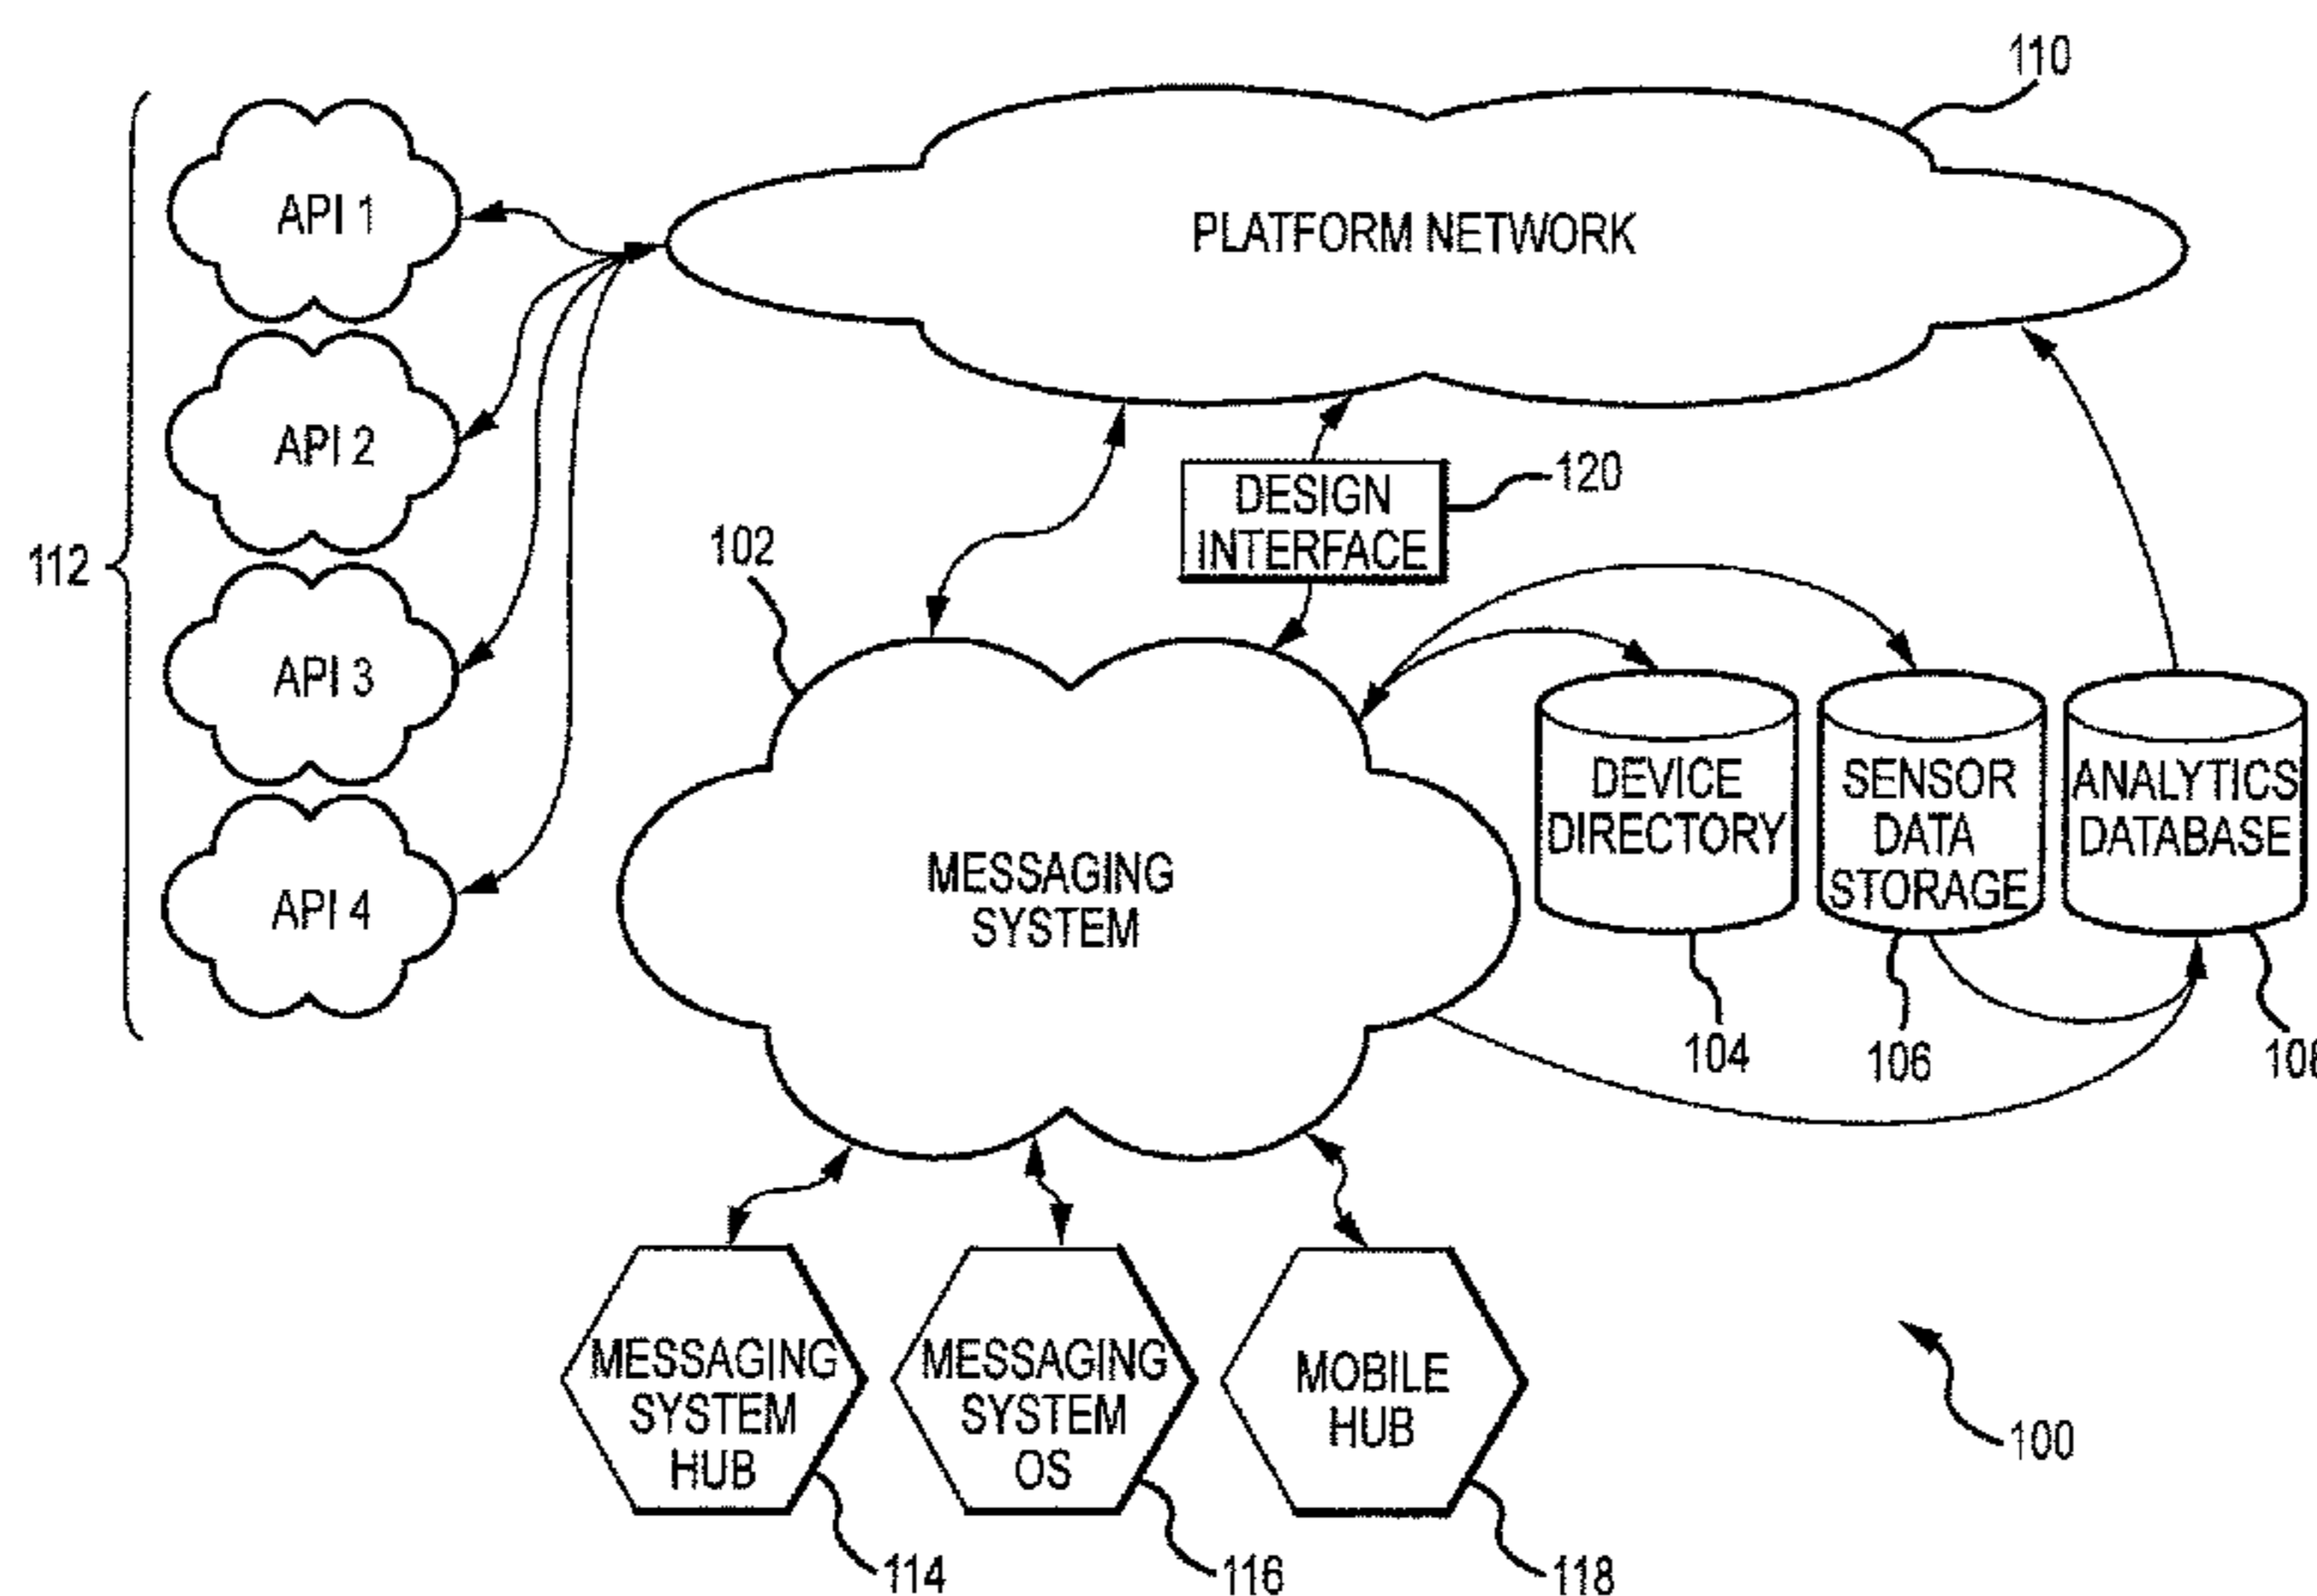 110
API 1
PLATFORM NETWORK
API 2
DESIGN
INTERFACE
120
112
102
API 3
DEVICE
DIRECTORY
SENSOR
DATA
STORAGE
ANALYTICS
DATABASE
MESSAGING
SYSTEM
API 4
104
106
108
MESSAGING
SYSTEM
HUB
MESSAGING
SYSTEM
OS
MOBILE
HUB
100
114
116
118